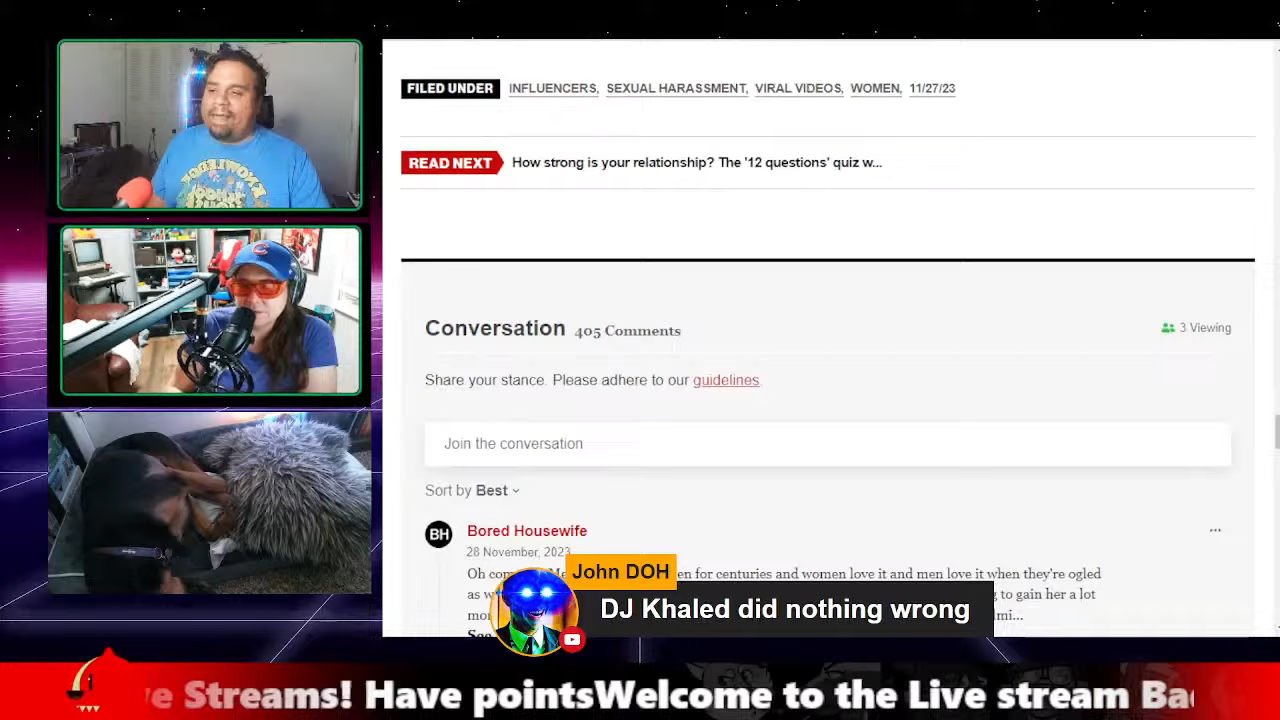 FILED UNDER INFLUENCERS, SEXUAL HARASSMENT, VIRAL VIDEOS, WOMEN, 11/27/23
READ NEXT How strong is your relationship? The '12 questions' quiz w...
Conversation 405 Comments
3 Viewing
Share your stance. Please adhere to our guidelines.
Join the conversation
Sort by Best
BH Bored Housewife
28 November, 2023
Oh en for centuries and women love it and men love it when they're ogled
as w to gain her a lot
John DOH
DJ Khaled did nothing wrong
e Streams! Have pointsWelcome to the Live stream Ba